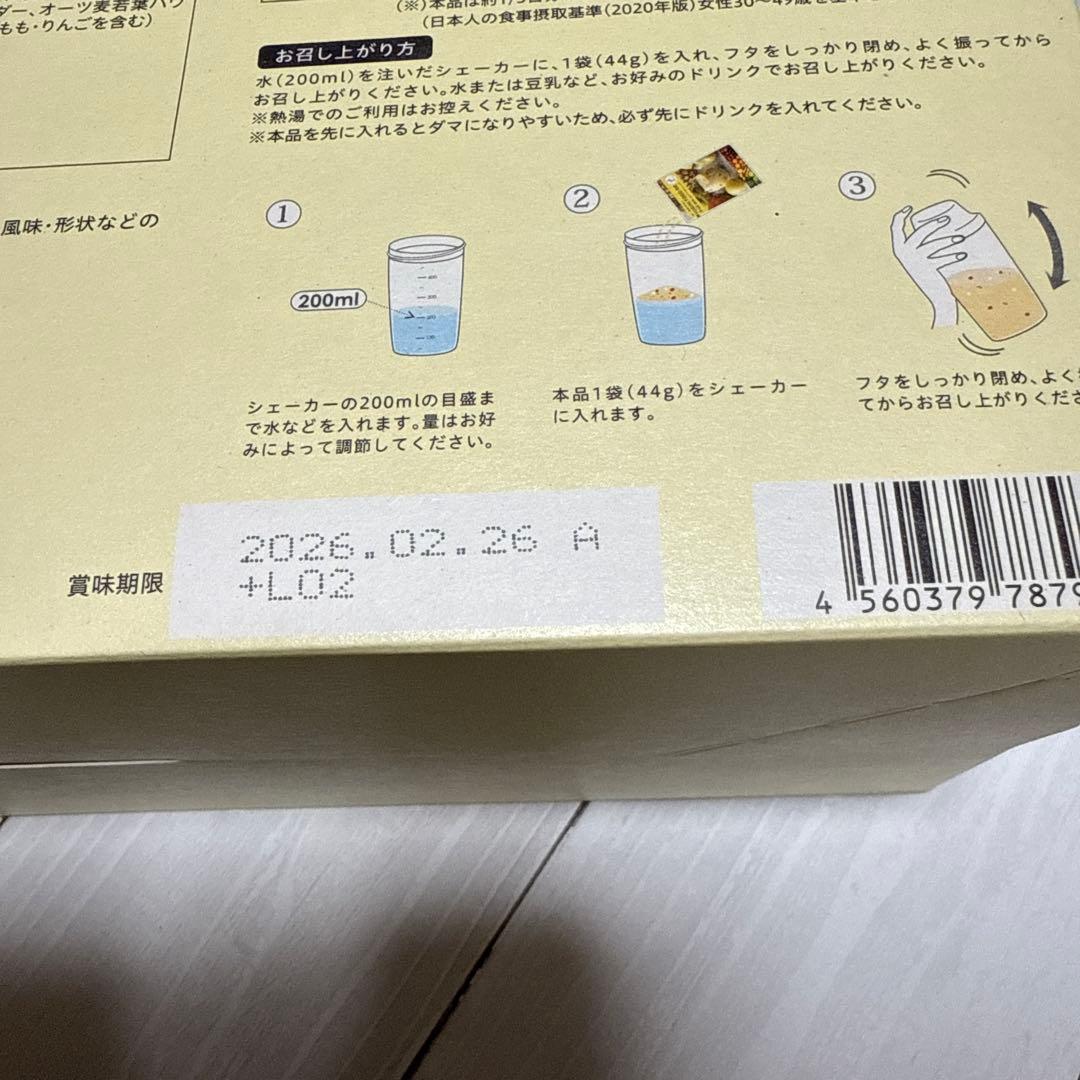 ダー、オーツ麦若葉パウ
もも・りんごを含む)
(日本人の食事摂取基準(2020年版)女性30〜49歳
お召し上がり方
水(200ml)を注いだシェーカーに、1袋(44g)を入れ、フタをしっかり閉め、よく振ってから
お召し上がりください。水または豆乳など、お好みのドリンクでお召し上がりください。
※熱湯でのご利用はお控えください。
※本品を先に入れるとダマになりやすいため、必ず先にドリンクを入れてください。
風味・形状などの
①
②
③
200ml
シェーカーの200mlの目盛ま
で水などを入れます。量はお好
みによって調節してください。
本品1袋(44g)をシェーカー
に入れます。
フタをしっかり閉め、よく
てからお召し上がりくださ
賞味期限
2026.02.26 A
+L02
4 560379 7879